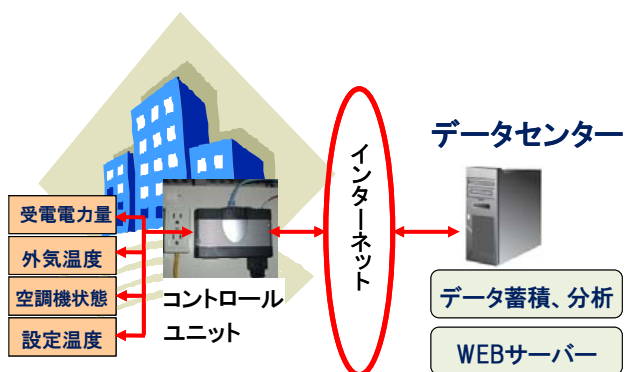 受電電力量
外気温度
空調機状態
設定温度
コントロール
ユニット
インターネット
データセンター
データ蓄積、分析
WEBサーバー